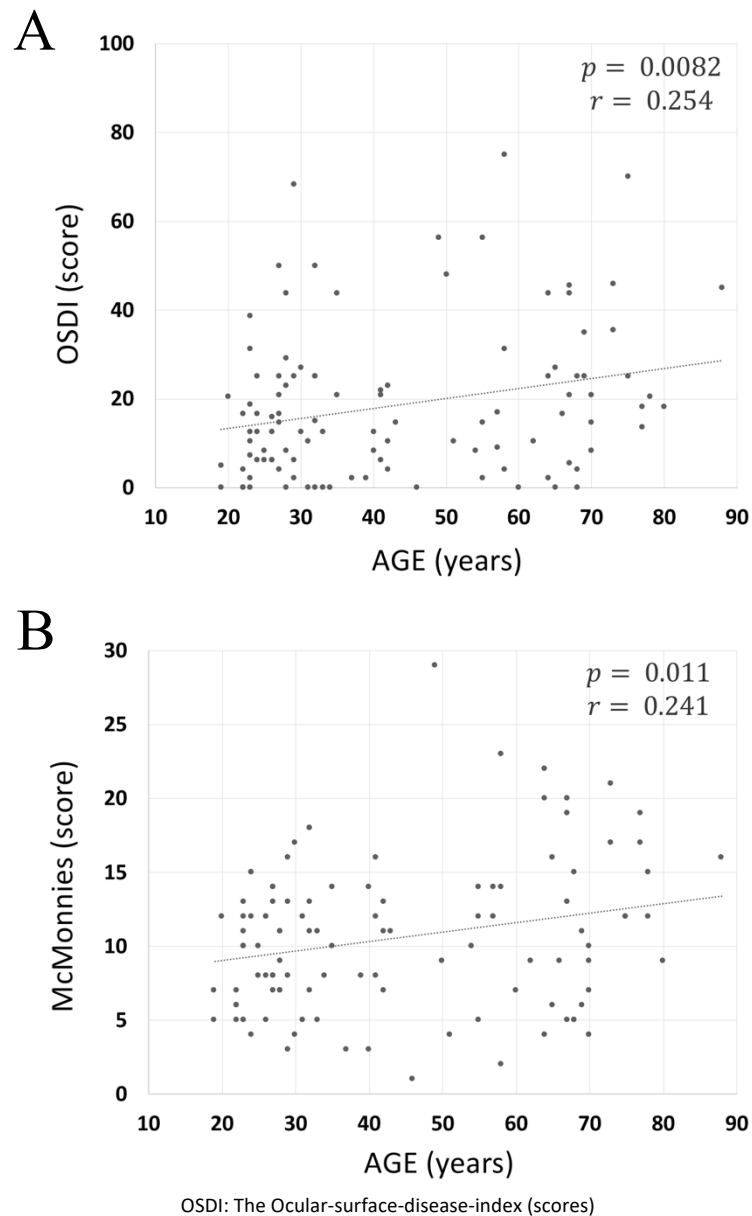 A
100
80
60
40
20
0
p = 0.0082
r = 0.254
OSDI (score)
10 20 30 40 50 60 70 80 90
AGE (years)
B
30
25
20
15
10
5
0
p = 0.011
r = 0.241
McMonnies (score)
10 20 30 40 50 60 70 80 90
AGE (years)
OSDI: The Ocular-surface-disease-index (scores)